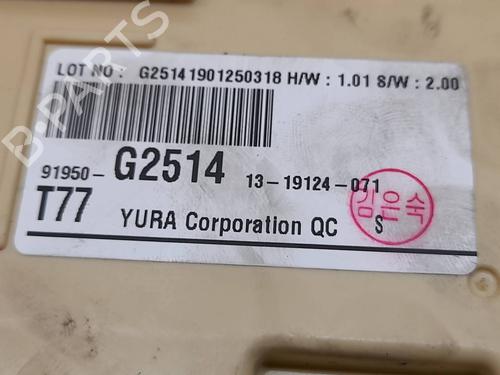 LOT NO : G25141901250318 H/W : 1.01 S/W : 2.00
91950-G2514 13-19124-071
T77 YURA Corporation QC S
김은숙
B-PARTS